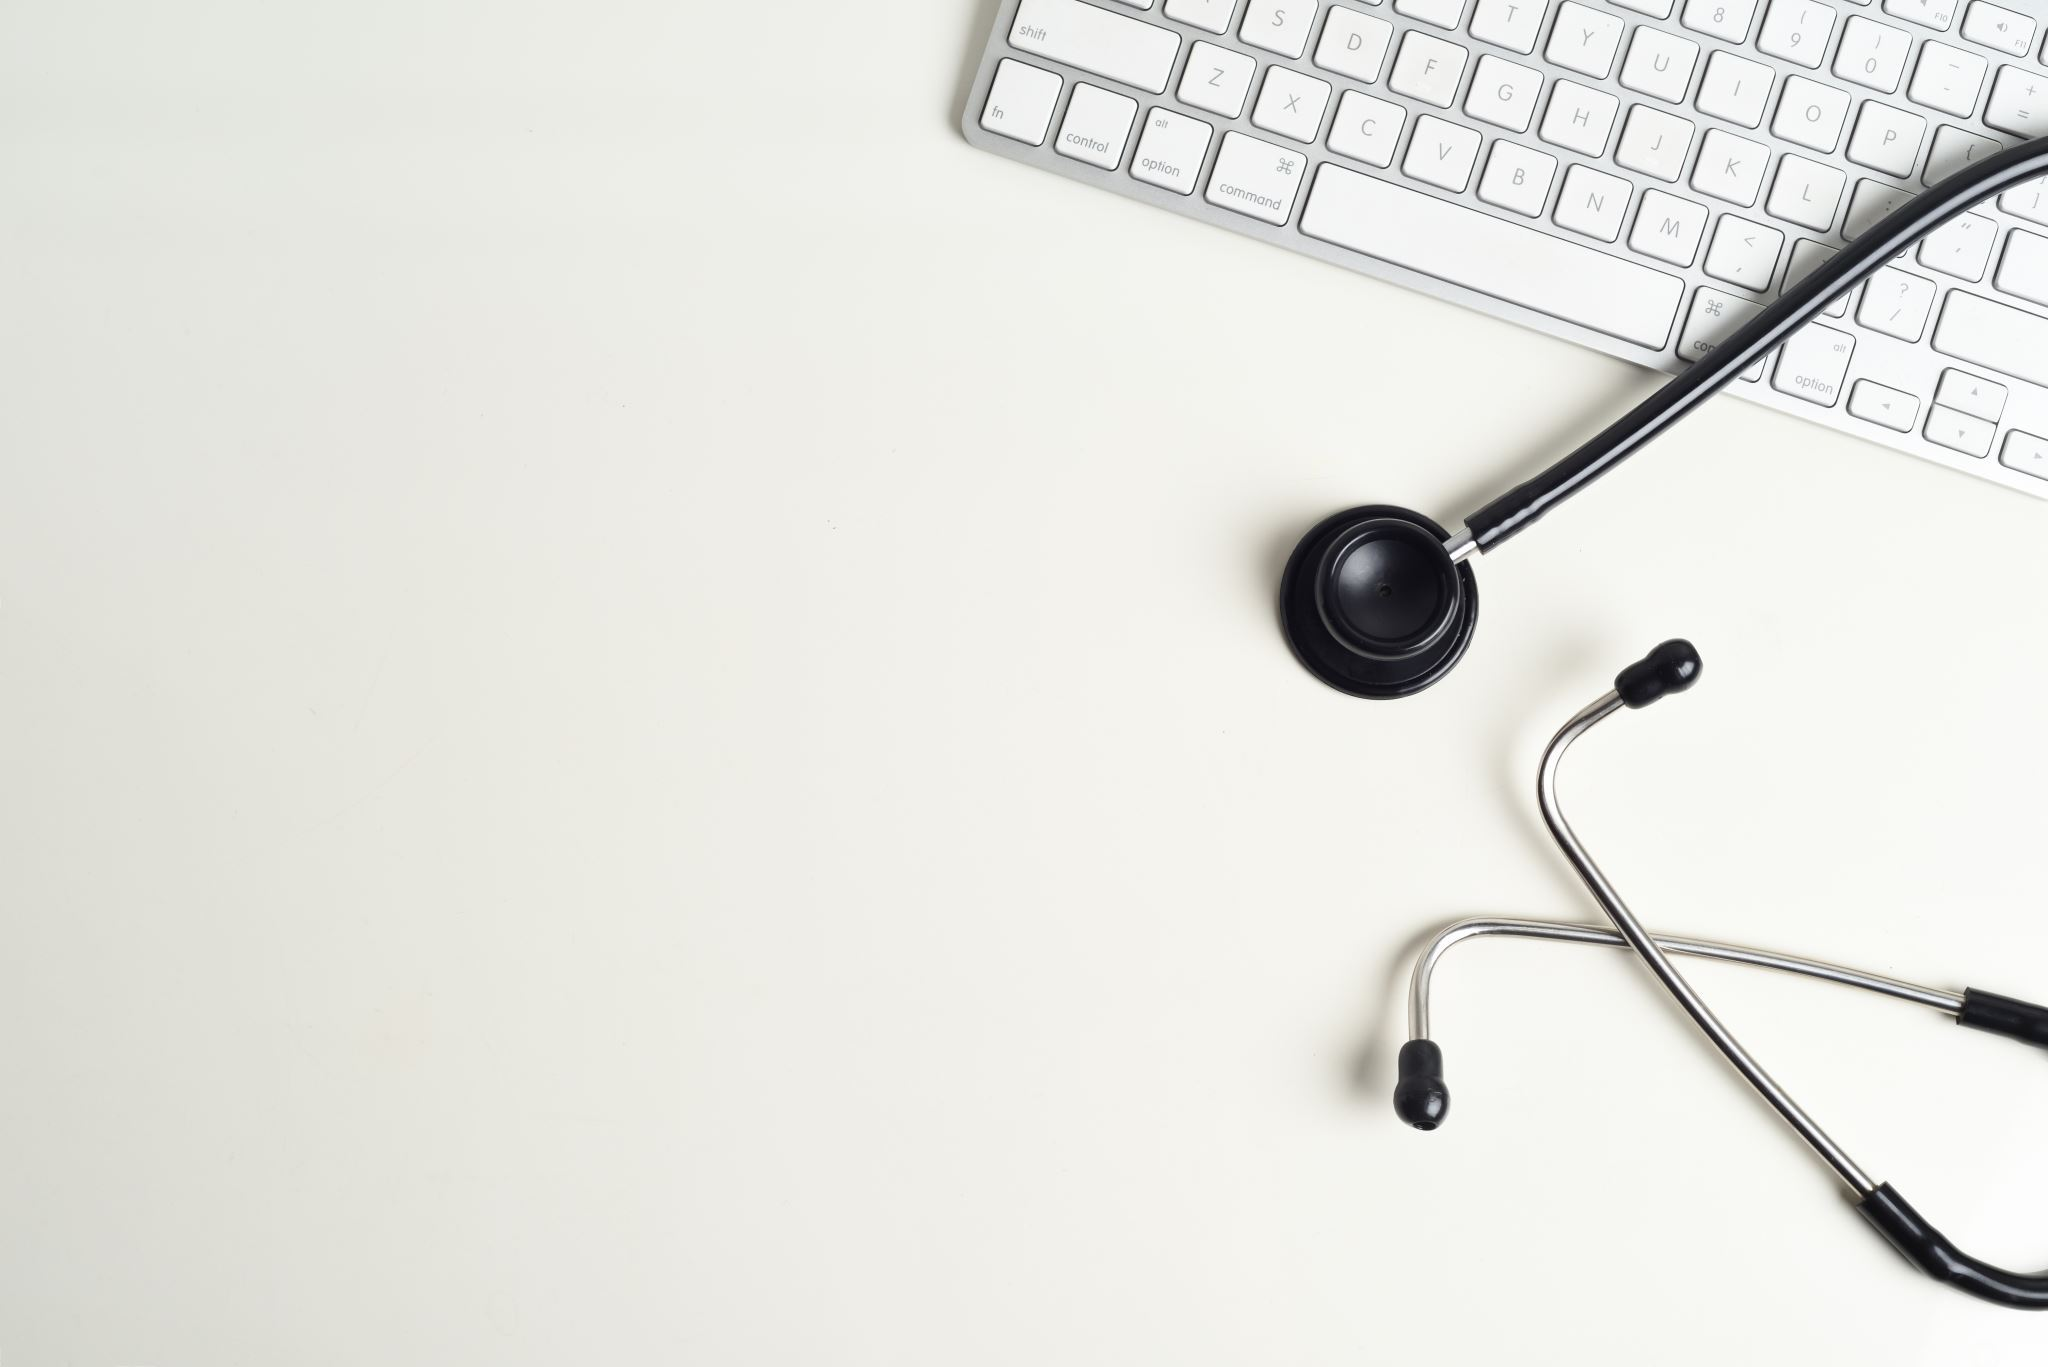 8 ( 9 ) 0 _ - + =
F10 F11
T Y U I O P {
S D F G H J K L :
shift Z X C V B N M < , " ' ? /
fn control alt option ⌘ command ⌘ alt option